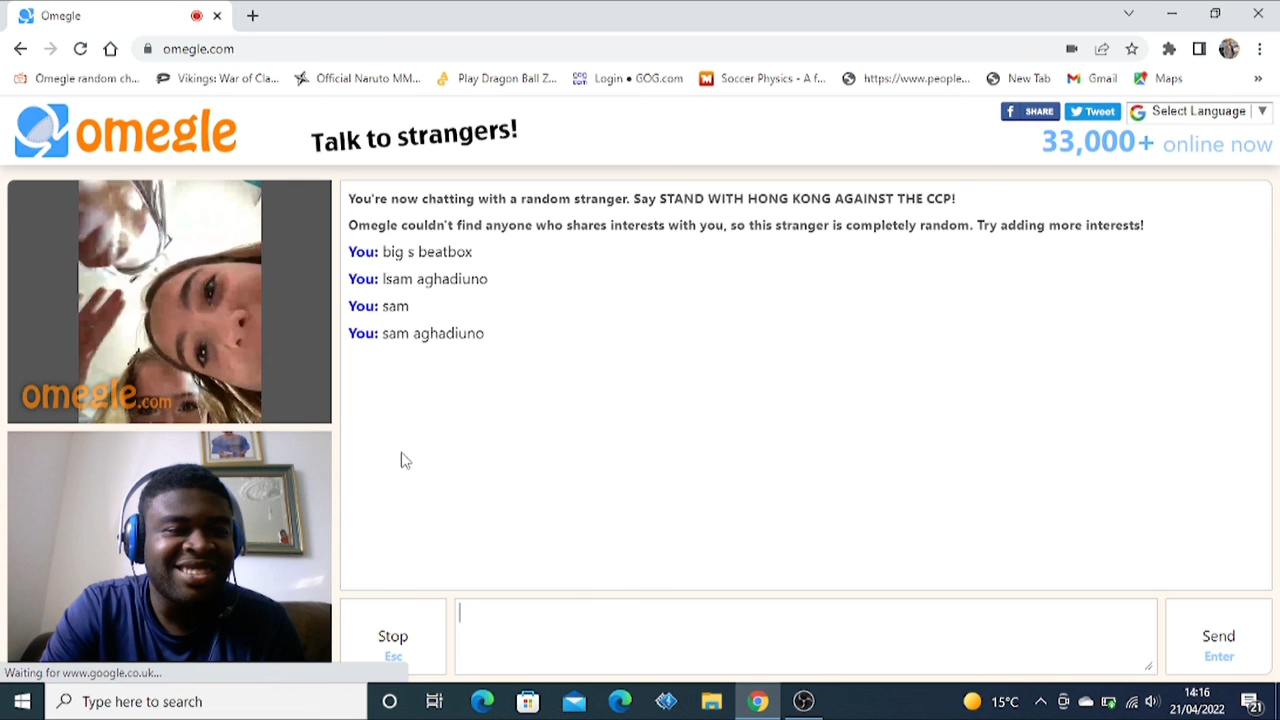 Omegle
omegle.com
Omegle random ch...
Vikings: War of Cla...
Official Naruto MM...
Play Dragon Ball Z...
Login • GOG.com
Soccer Physics - A f...
https://www.people...
New Tab
Gmail
Maps
»
omegle
Talk to strangers!
f SHARE
Tweet
G Select Language ▼
33,000+ online now
omegle.com
You're now chatting with a random stranger. Say STAND WITH HONG KONG AGAINST THE CCP!
Omegle couldn't find anyone who shares interests with you, so this stranger is completely random. Try adding more interests!
You: big s beatbox
You: Isam aghadiuno
You: sam
You: sam aghadiuno
Stop
Esc
Send
Enter
Waiting for www.google.co.uk...
Type here to search
15°C
14:16
21/04/2022
21